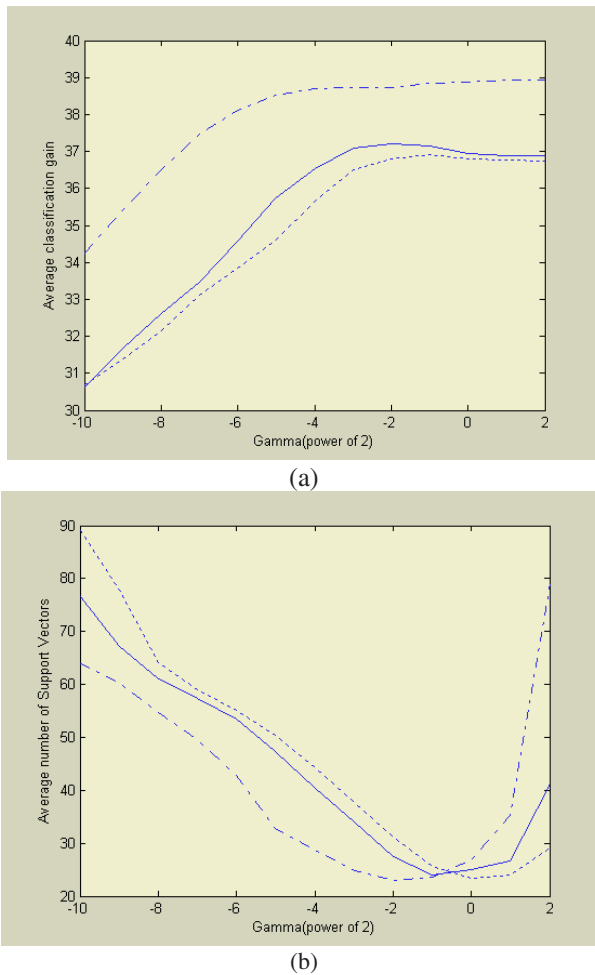 40
39
38
37
36
35
34
33
32
31
30
Average classification gain
-10 -8 -6 -4 -2 0 2
Gamma(power of 2)
(a)
90
80
70
60
50
40
30
20
Average number of Support Vectors
-10 -8 -6 -4 -2 0 2
Gamma(power of 2)
(b)